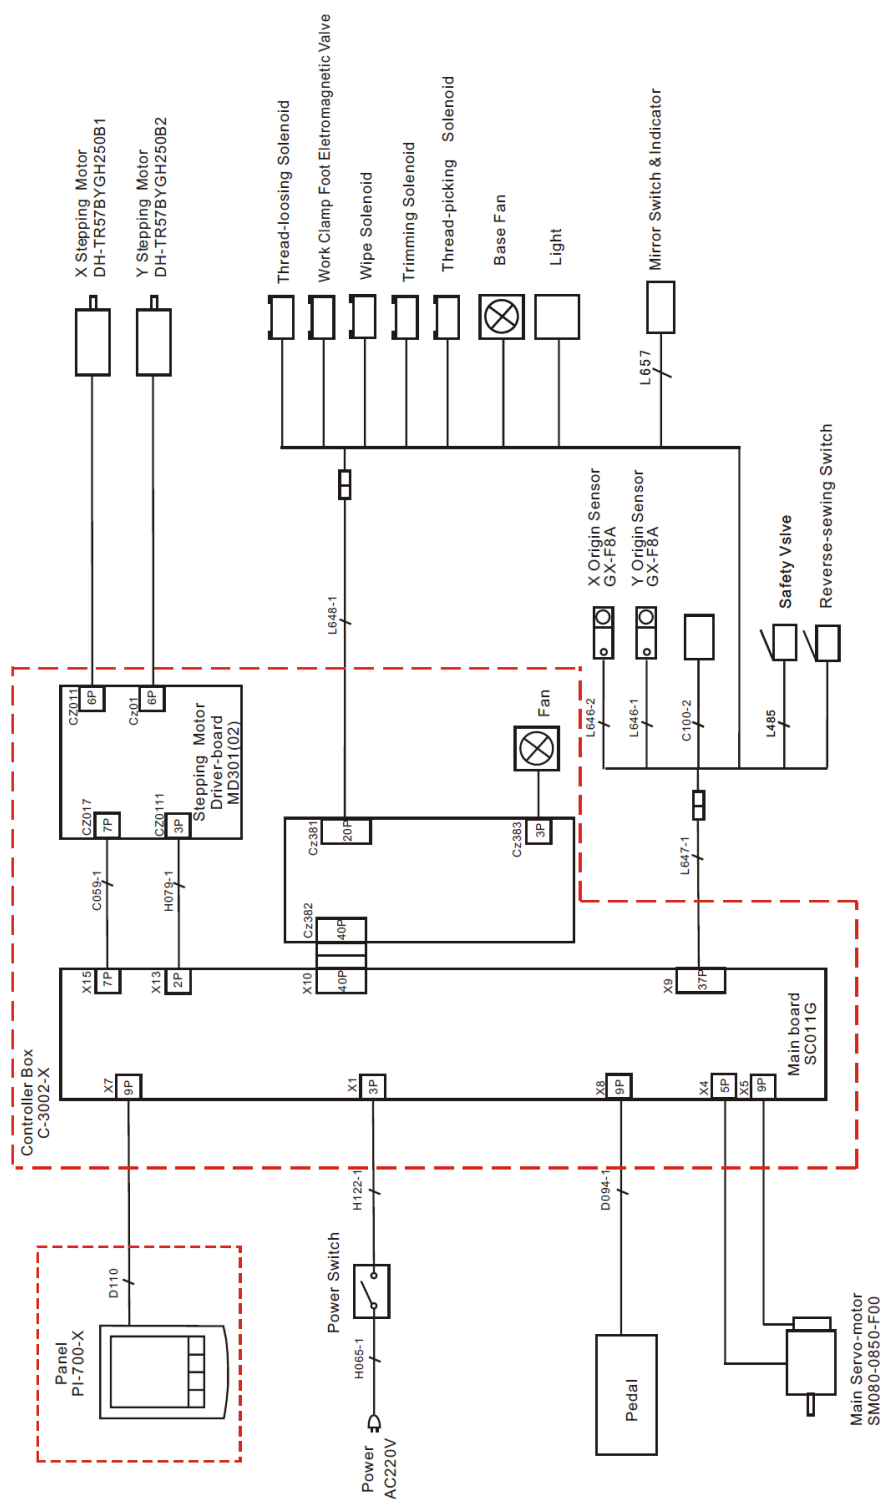 X Stepping Motor
DH-TR57BYGH250B1
Y Stepping Motor
DH-TR57BYGH250B2
Thread-loosing Solenoid
Work Clamp Foot Eletromagnetic Valve
Wipe Solenoid
Trimming Solenoid
Thread-picking Solenoid
Base Fan
Light
Mirror Switch & Indicator
L657
L648-1
X Origin Sensor
GX-F8A
Y Origin Sensor
GX-F8A
Safety Vslve
Reverse-sewing Switch
L646-2
L646-1
C100-2
L485
L647-1
CZ011
6P
Cz01
6P
Stepping Motor
Driver-board
MD301(02)
CZ017
7P
CZ0111
3P
C059-1
H079-1
Fan
Cz381
20P
Cz383
3P
Cz382
40P
X15
7P
X13
2P
X10
40P
X9
37P
Controller Box
C-3002-X
Main board
SC011G
X7
9P
X1
3P
X8
9P
X4
5P
X5
9P
D110
H122-1
D094-1
Panel
PI-700-X
Power Switch
H065-1
Power
AC220V
Pedal
Main Servo-motor
SM080-0850-F00